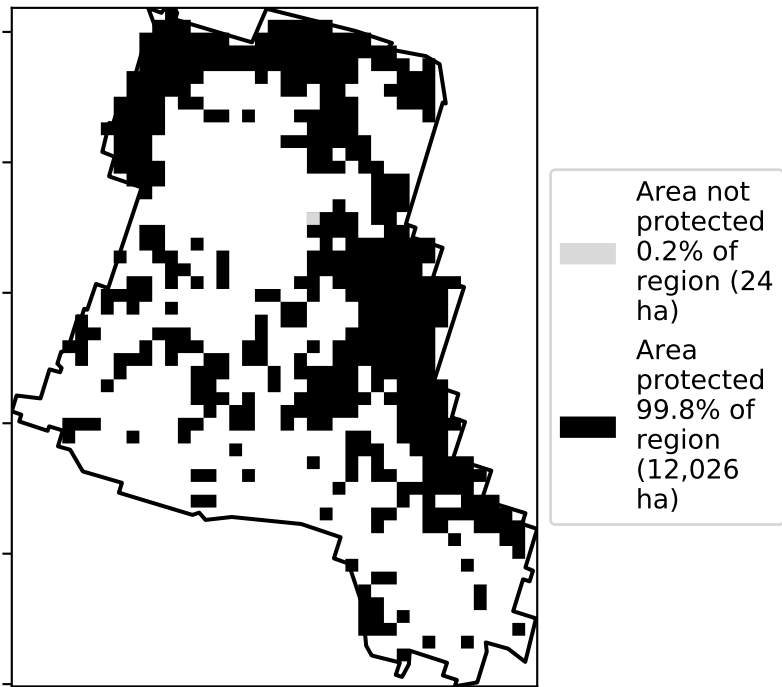 Area not
protected
0.2% of
region (24
ha)
Area
protected
99.8% of
region
(12,026
ha)